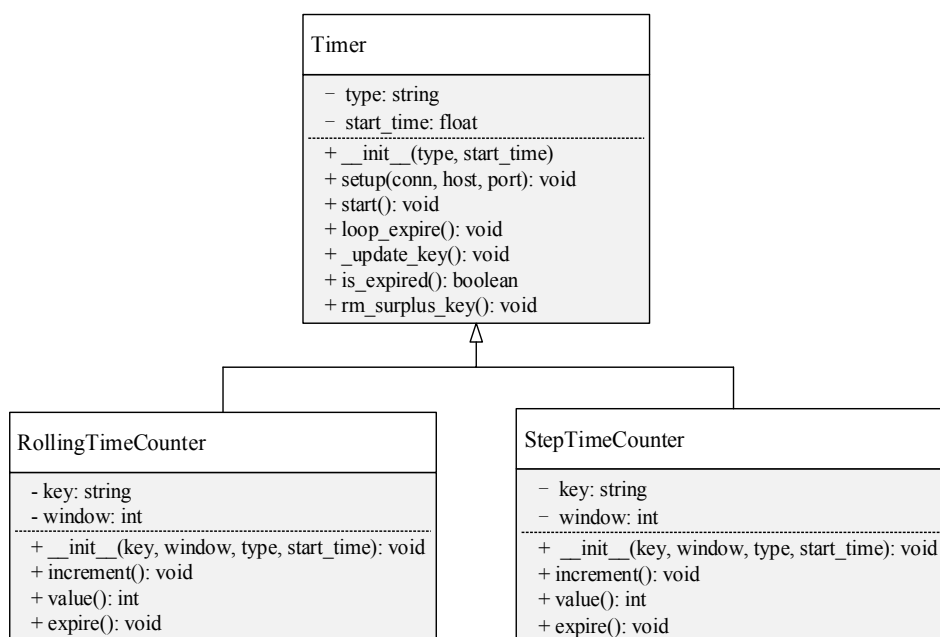 Timer
– type: string
– start_time: float
+ __init__(type, start_time)
+ setup(conn, host, port): void
+ start(): void
+ loop_expire(): void
+ _update_key(): void
+ is_expired(): boolean
+ rm_surplus_key(): void
RollingTimeCounter
- key: string
- window: int
+ __init__(key, window, type, start_time): void
+ increment(): void
+ value(): int
+ expire(): void
StepTimeCounter
– key: string
– window: int
+ __init__(key, window, type, start_time): void
+ increment(): void
+ value(): int
+ expire(): void